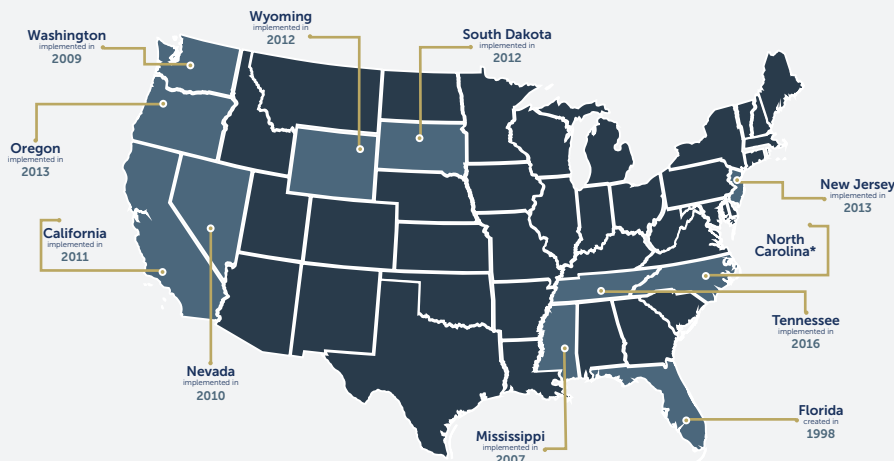 Wyoming
implemented in
2012
Washington
implemented in
2009
South Dakota
implemented in
2012
Oregon
implemented in
2013
New Jersey
implemented in
2013
California
implemented in
2011
North
Carolina*
Tennessee
implemented in
2016
Nevada
implemented in
2010
Florida
created in
1998
Mississippi
implemented in
2007